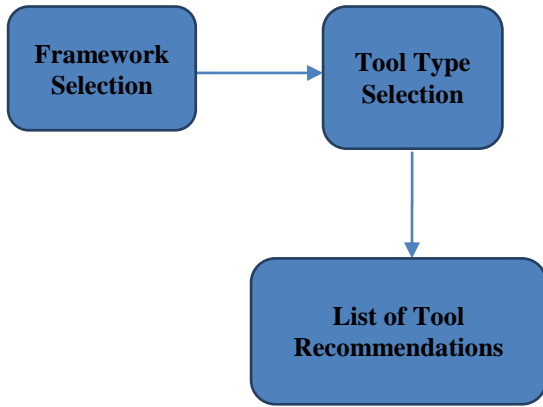 Framework
Selection
Tool Type
Selection
List of Tool
Recommendations